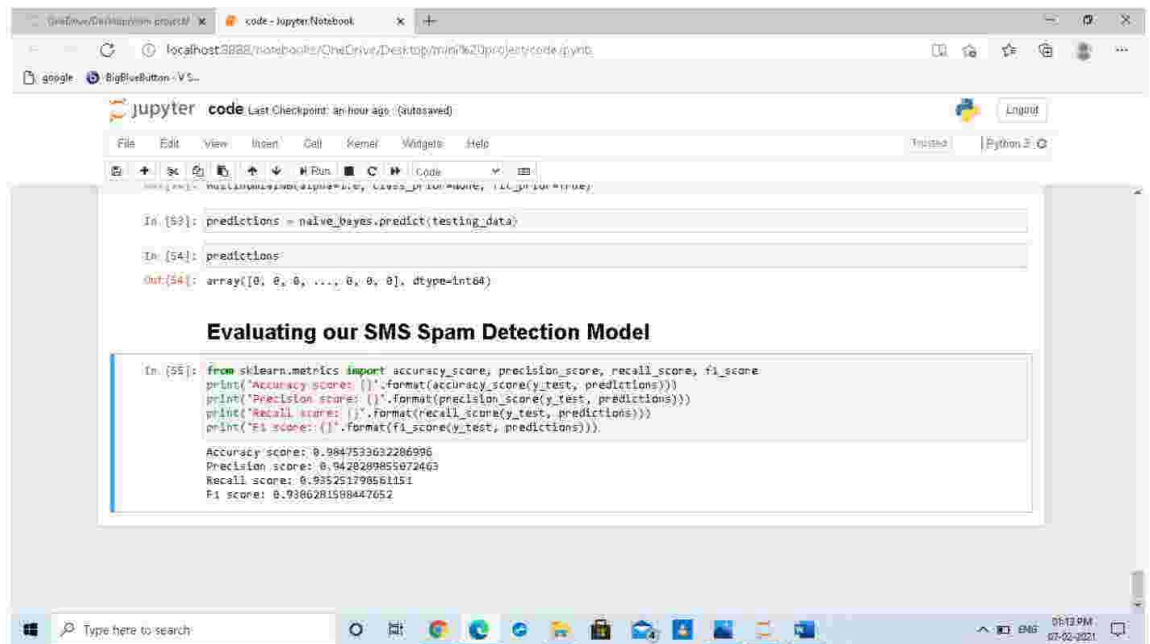 code - Jupyter Notebook
localhost:8888/notebooks/OneDrive/Desktop/mini%20project/code.ipynb
google BigBlueButton - V S...
jupyter code Last Checkpoint: an hour ago (autosaved)
Logout
File Edit View Insert Cell Kernel Widgets Help
Trusted Python 3
Run Code
In [53]: predictions = naive_bayes.predict(testing_data)
In [54]: predictions
Out[54]: array([0, 0, 0, ..., 0, 0, 0], dtype=int64)
Evaluating our SMS Spam Detection Model
In [55]: from sklearn.metrics import accuracy_score, precision_score, recall_score, f1_score
print("Accuracy score: {}".format(accuracy_score(y_test, predictions)))
print("Precision score: {}".format(precision_score(y_test, predictions)))
print("Recall score: {}".format(recall_score(y_test, predictions)))
print("F1 score: {}".format(f1_score(y_test, predictions)))
Accuracy score: 0.9847533632286996
Precision score: 0.9420289855072463
Recall score: 0.935251798561151
F1 score: 0.9386281588447652
Type here to search
ENG
01:12 PM
07-02-2021